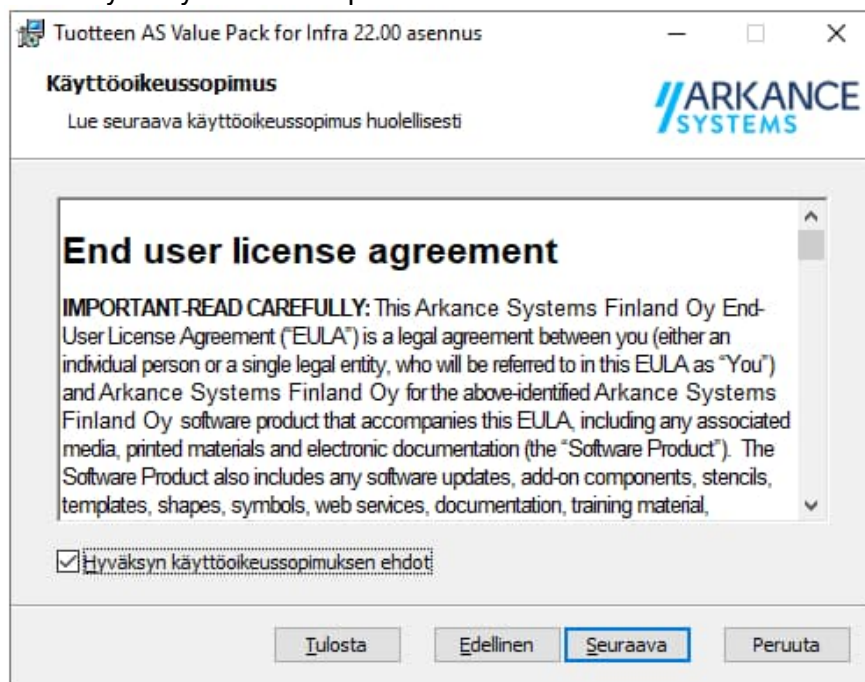 Tuotteen AS Value Pack for Infra 22.00 asennus
Käyttöoikeussopimus
Lue seuraava käyttöoikeussopimus huolellisesti
ARKANCE
SYSTEMS
End user license agreement
IMPORTANT-READ CAREFULLY: This Arkance Systems Finland Oy End-
User License Agreement (“EULA”) is a legal agreement between you (either an
individual person or a single legal entity, who will be referred to in this EULA as “You”)
and Arkance Systems Finland Oy for the above-identified Arkance Systems
Finland Oy software product that accompanies this EULA, including any associated
media, printed materials and electronic documentation (the “Software Product”). The
Software Product also includes any software updates, add-on components, stencils,
templates, shapes, symbols, web services, documentation, training material,
Hyväksyn käyttöoikeussopimuksen ehdot
Tulosta
Edellinen
Seuraava
Peruuta